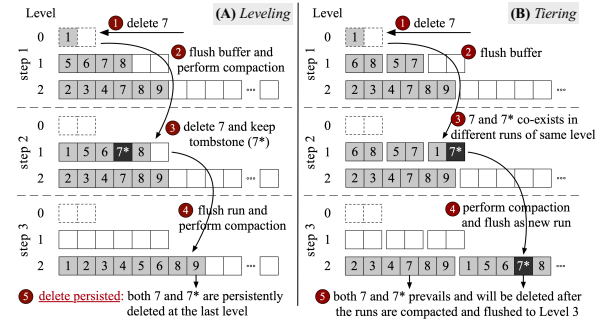 Level (A) Leveling
1 delete 7
step 1
0 1
2 flush buffer and
perform compaction
1 5 6 7 8
2 2 3 4 7 8 9 ...
step 2
0
3 delete 7 and keep
tombstone (7*)
1 1 5 6 7* 8
2 2 3 4 7 8 9 ...
step 3
0
4 flush run and
perform compaction
1
2 1 2 3 4 5 6 8 9 ...
5 delete persisted: both 7 and 7* are persistently
deleted at the last level
Level (B) Tiering
1 delete 7
step 1
0 1
2 flush buffer
1 6 8 5 7
2 2 3 4 7 8 9 ...
step 2
0
3 7 and 7* co-exists in
different runs of same level
1 6 8 5 7 1 7*
2 2 3 4 7 8 9 ...
step 3
0
4 perform compaction
and flush as new run
1
2 2 3 4 7 8 9 1 5 6 7* 8 ...
5 both 7 and 7* prevails and will be deleted after
the runs are compacted and flushed to Level 3